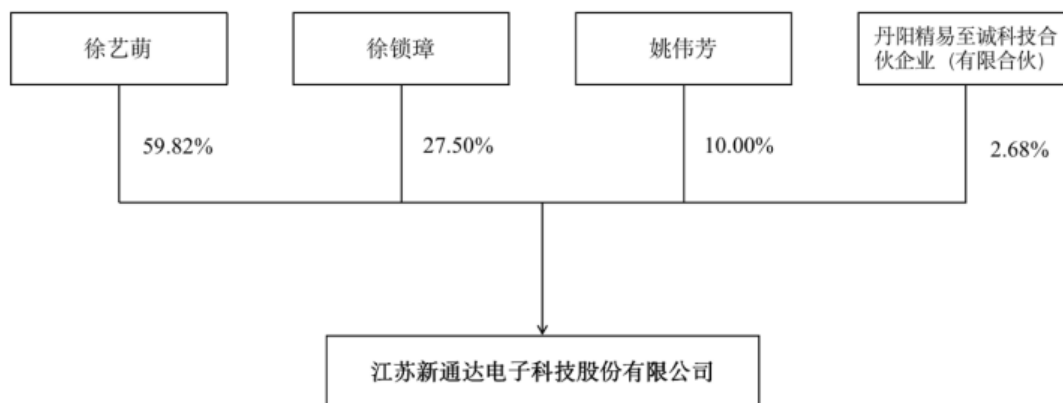 徐艺萌
徐锁璋
姚伟芳
丹阳精易至诚科技合
伙企业（有限合伙）
59.82%
27.50%
10.00%
2.68%
江苏新通达电子科技股份有限公司